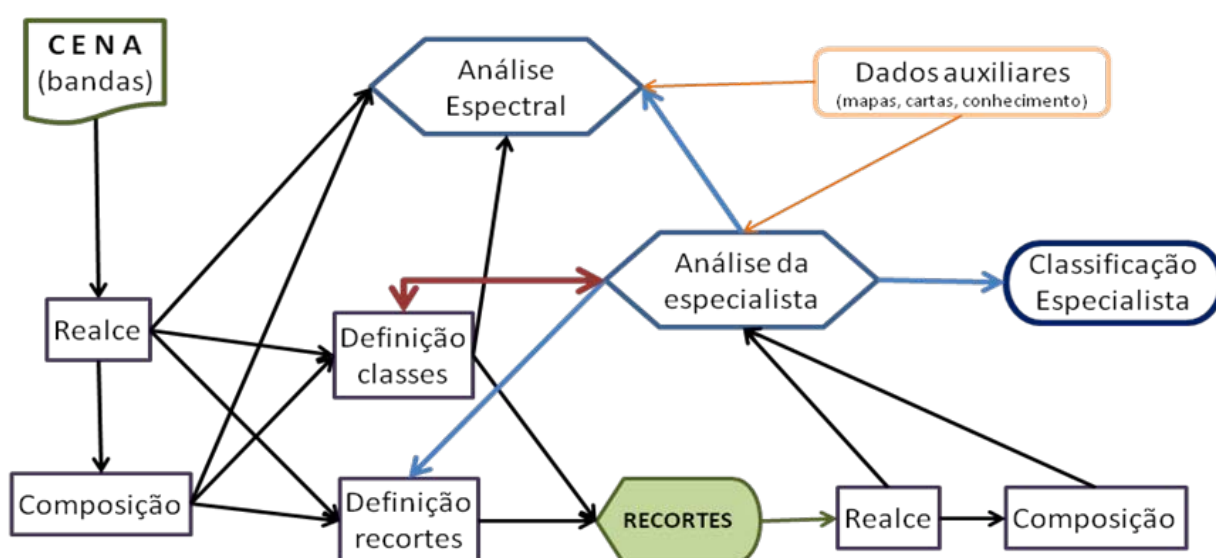 CENA
(bandas)
Análise
Espectral
Dados auxiliares
(mapas, cartas, conhecimento)
Análise da
especialista
Classificação
Especialista
Realce
Definição
classes
Composição
Definição
recortes
RECORTES
Realce
Composição